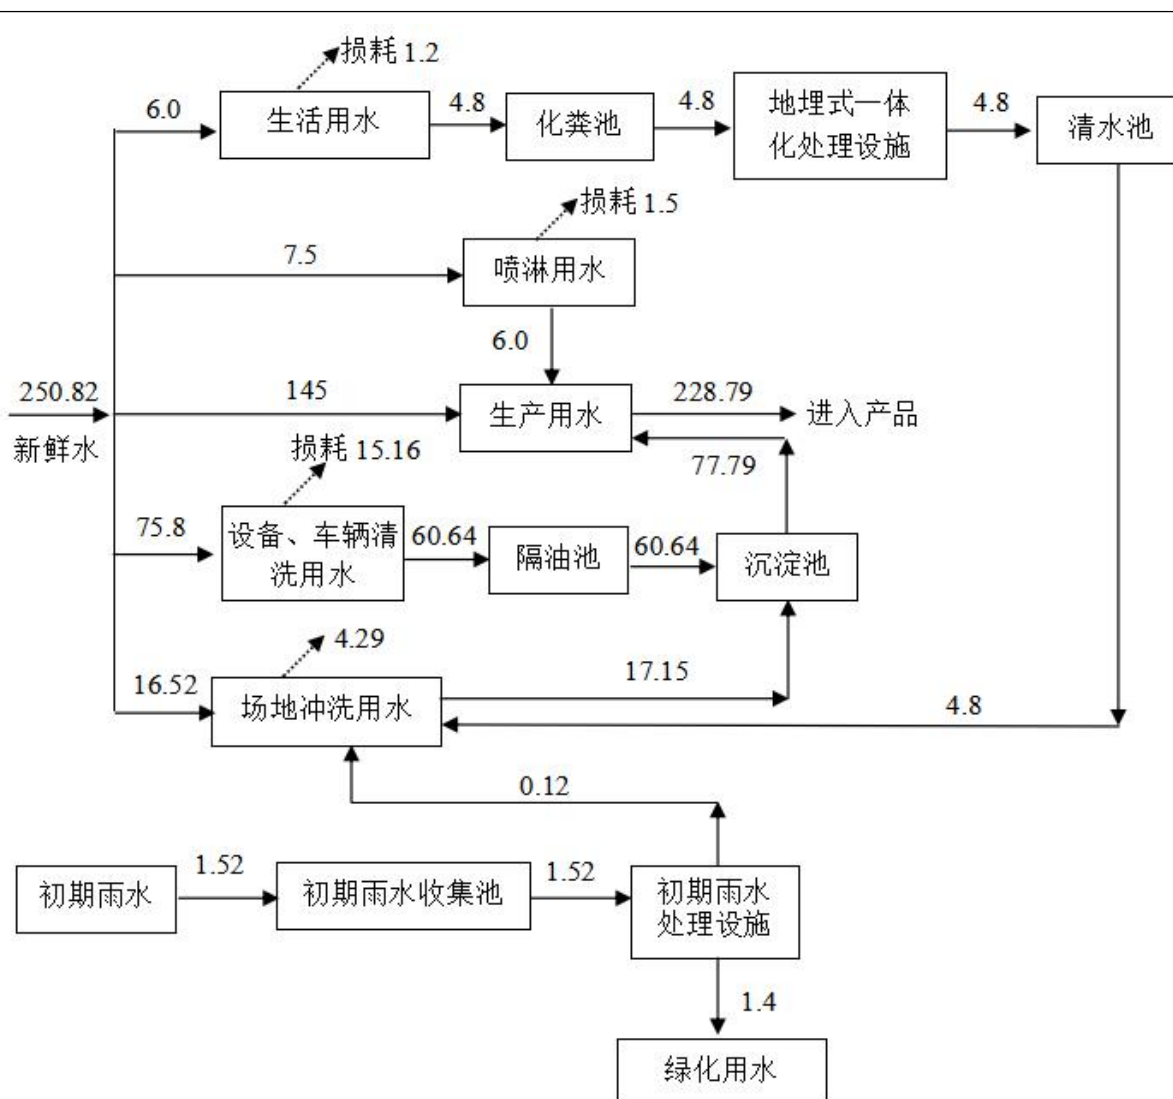 损耗 1.2
6.0
生活用水
4.8
化粪池
4.8
地埋式一体
化处理设施
4.8
清水池
损耗 1.5
7.5
喷淋用水
6.0
250.82
新鲜水
145
生产用水
228.79
进入产品
损耗 15.16
77.79
75.8
设备、车辆清
洗用水
60.64
隔油池
60.64
沉淀池
4.29
16.52
场地冲洗用水
17.15
4.8
0.12
初期雨水
1.52
初期雨水收集池
1.52
初期雨水
处理设施
1.4
绿化用水